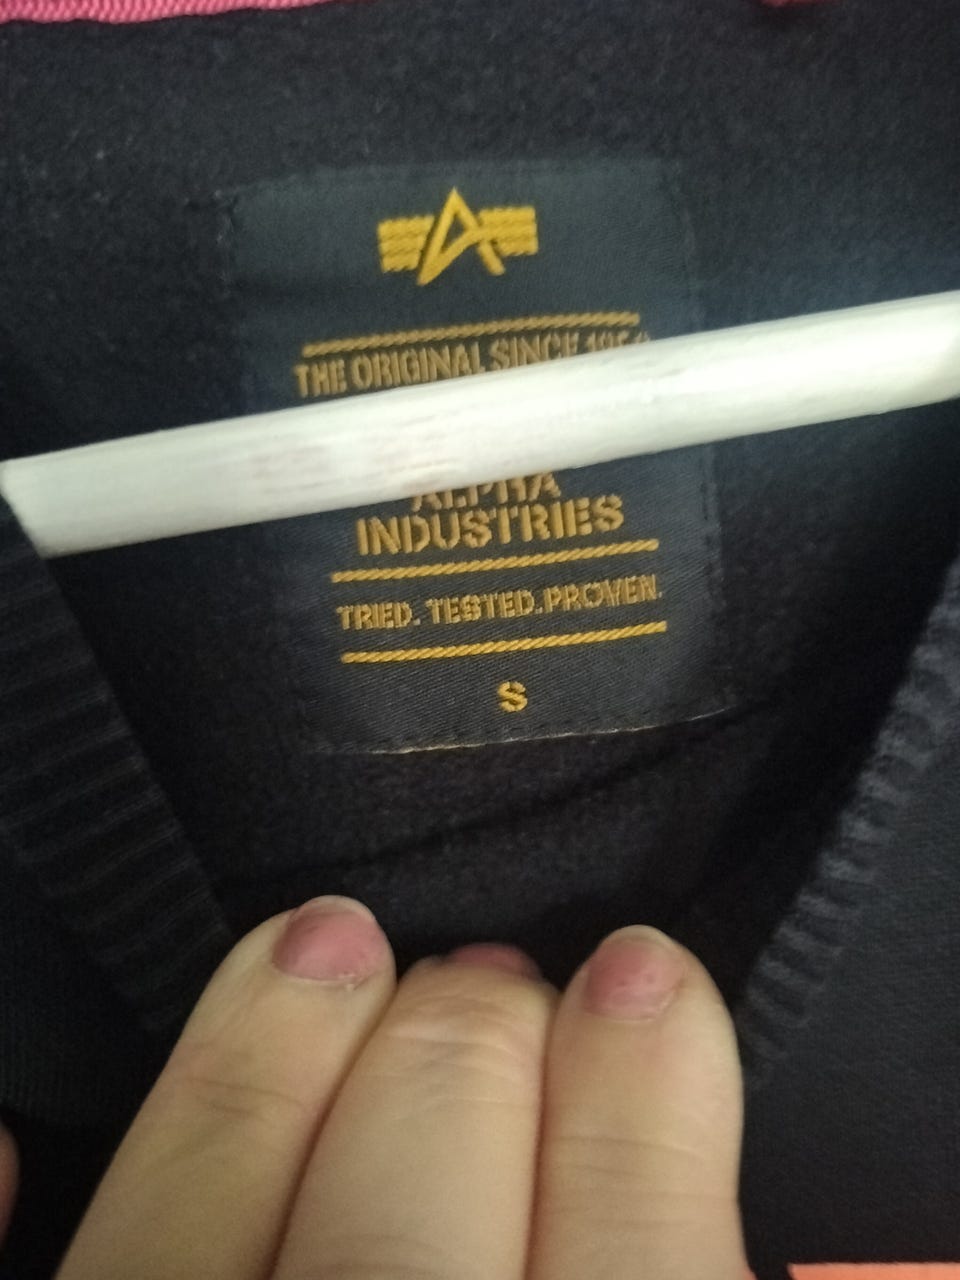 THE ORIGINAL SINCE
ALPHA
INDUSTRIES
TRIED. TESTED. PROVEN.
S